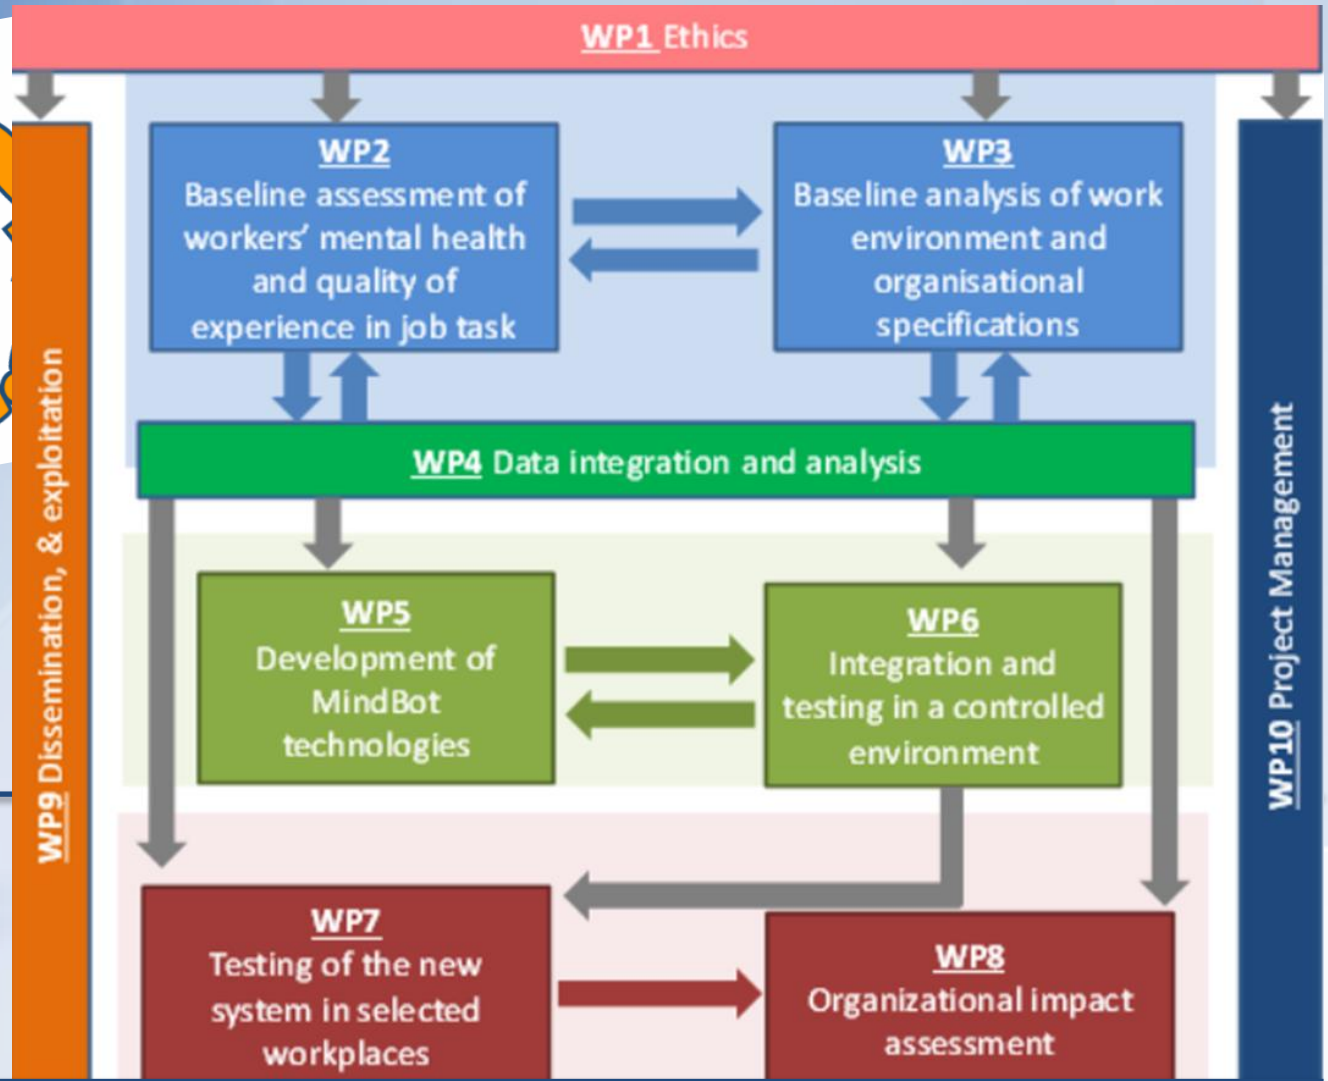 WP1 Ethics
WP2
Baseline assessment of
workers’ mental health
and quality of
experience in job task
WP3
Baseline analysis of work
environment and
organisational
specifications
WP4 Data integration and analysis
WP5
Development of
MindBot
technologies
WP6
Integration and
testing in a controlled
environment
WP7
Testing of the new
system in selected
workplaces
WP8
Organizational impact
assessment
WP9 Dissemination, & exploitation
WP10 Project Management